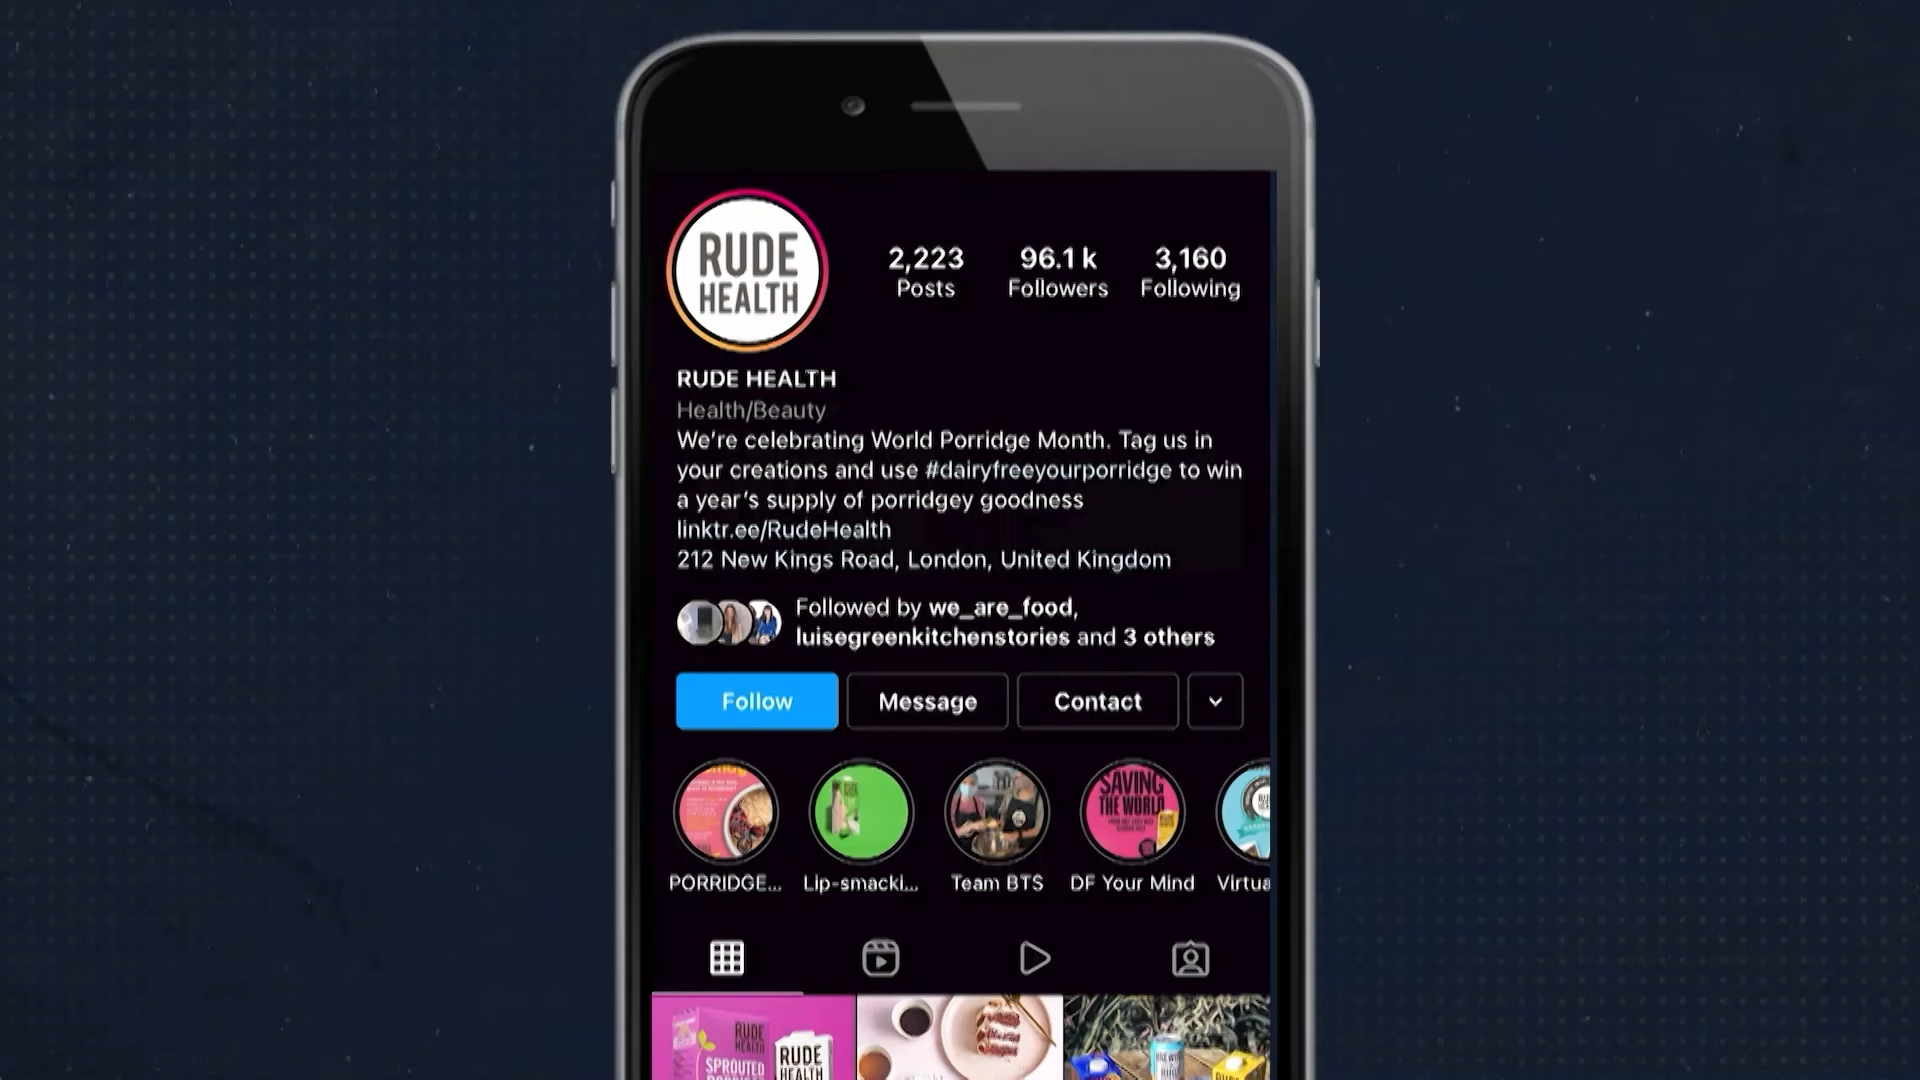 RUDE
HEALTH
2,223
Posts
96.1 k
Followers
3,160
Following
RUDE HEALTH
Health/Beauty
We're celebrating World Porridge Month. Tag us in
your creations and use #dairyfreeyourporridge to win
a year's supply of porridgey goodness
linktr.ee/RudeHealth
212 New Kings Road, London, United Kingdom
Followed by we_are_food,
luisegreenkitchenstories and 3 others
Follow
Message
Contact
SAVING
THE WORLD
PORRIDGE...
Lip-smacki...
Team BTS
DF Your Mind
Virtua
RUDE
HEALTH
SPROUTED
RUDE
HEALTH